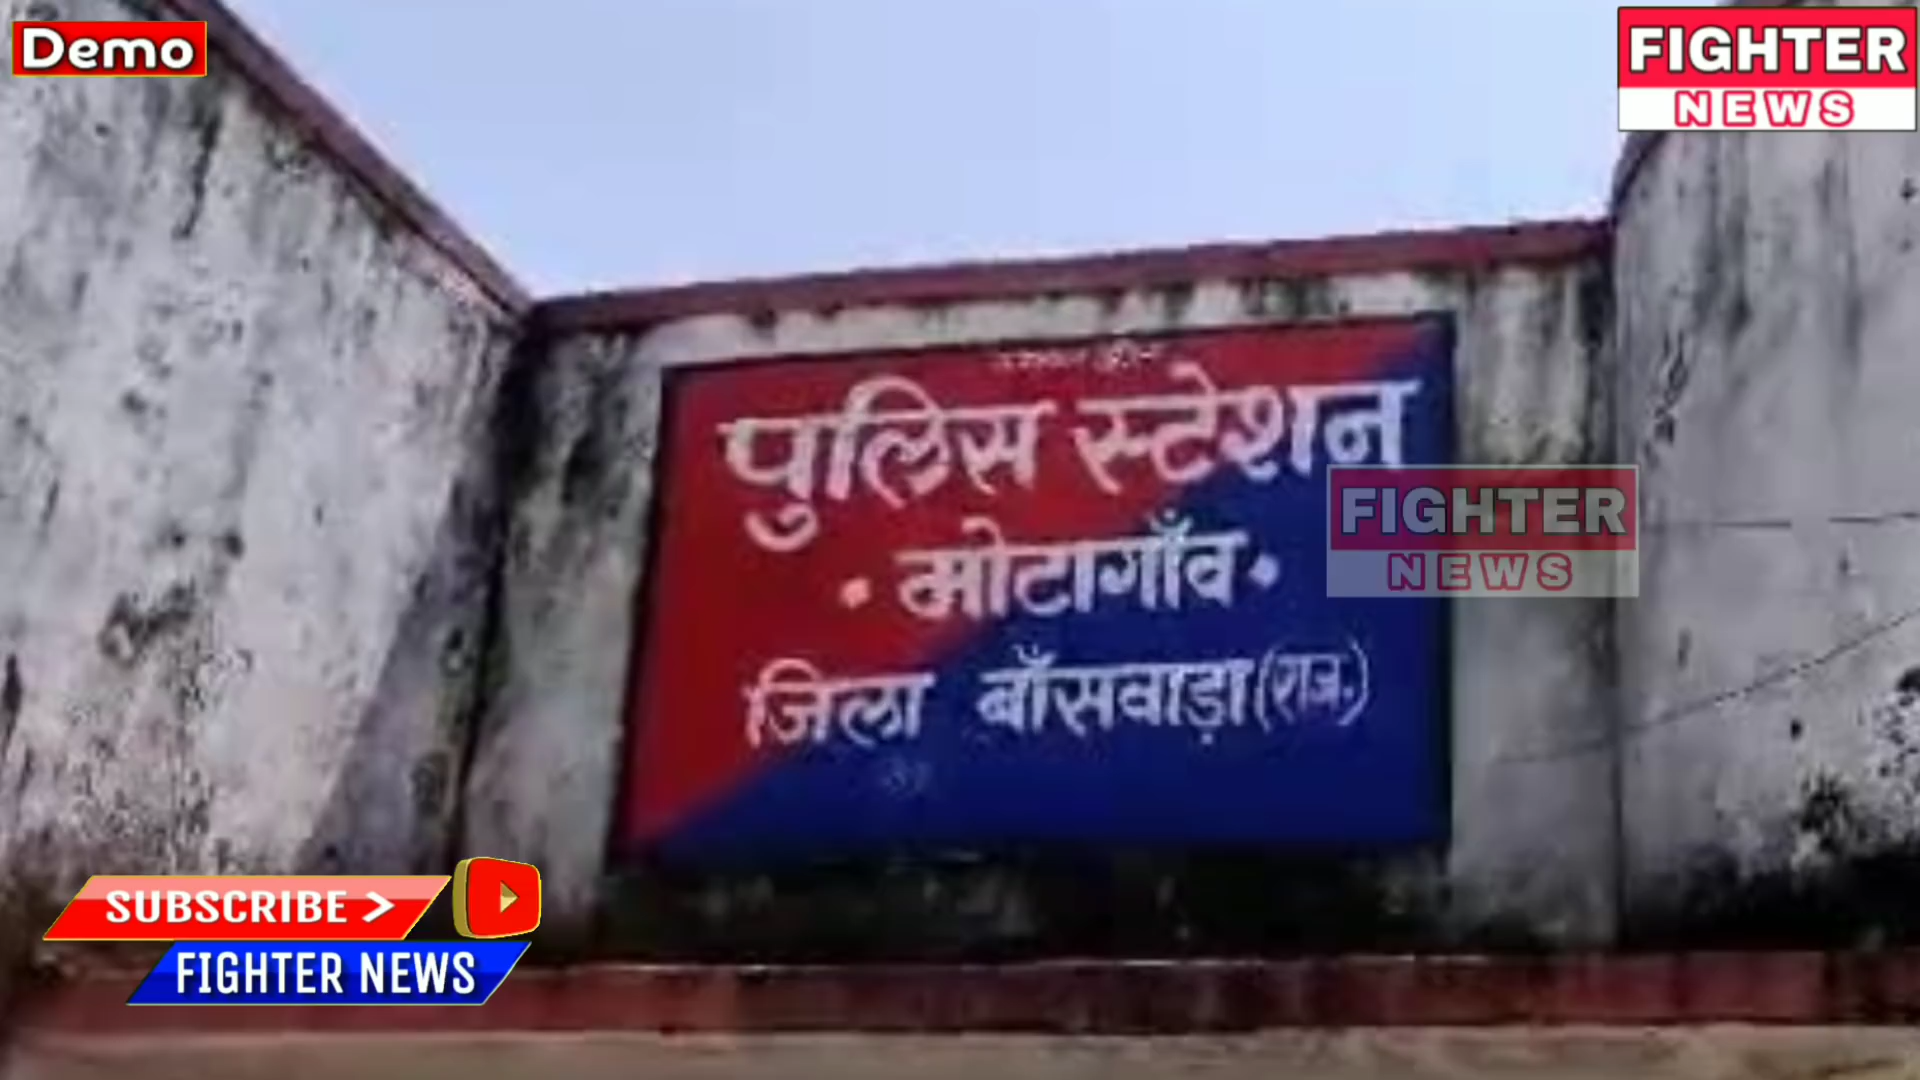 Demo
FIGHTER
NEWS
पुलिस स्टेशन
• मोटागाँव •
जिला बाँसवाड़ा (राज.)
FIGHTER
NEWS
SUBSCRIBE >
FIGHTER NEWS